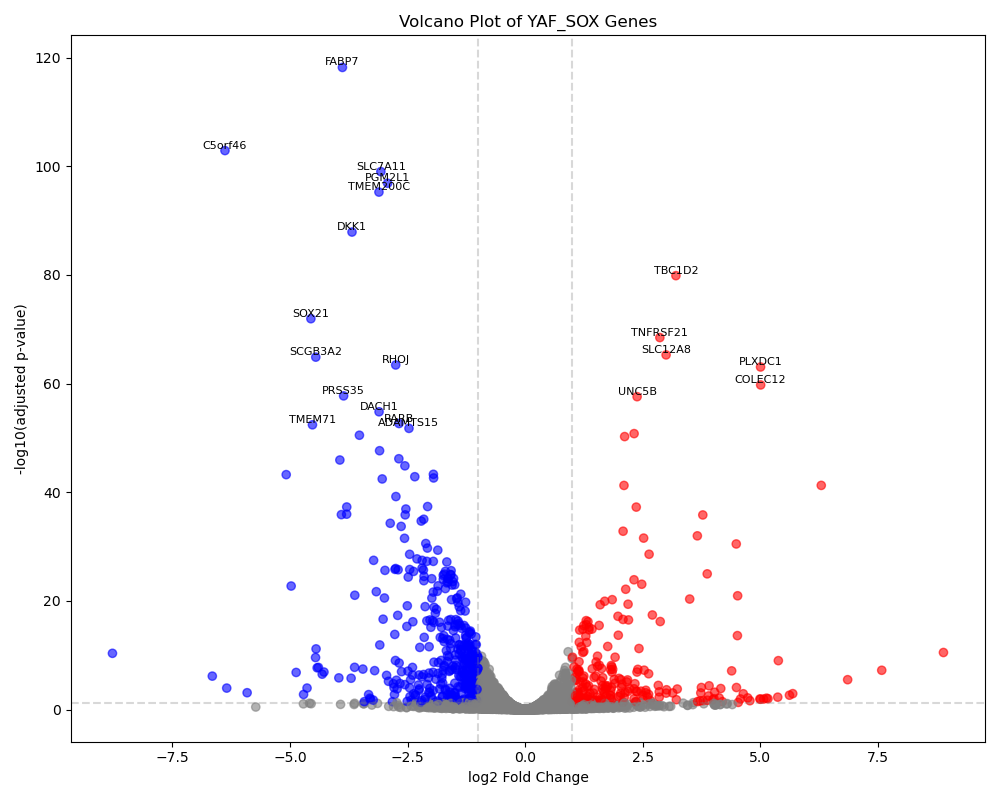 Volcano Plot of YAF_SOX Genes
120
100
80
60
40
20
0
-log10(adjusted p-value)
FABP7
C5orf46
SLC7A11
PGM2L1
TMEM200C
DKK1
TBC1D2
SOX21
TNFRSF21
SCGB3A2
SLC12A8
RHOJ
PLXDC1
COLEC12
PRSS35
UNC5B
DACH1
TMEM71
RARB
ADAMTS15
−7.5
−5.0
−2.5
0.0
2.5
5.0
7.5
log2 Fold Change